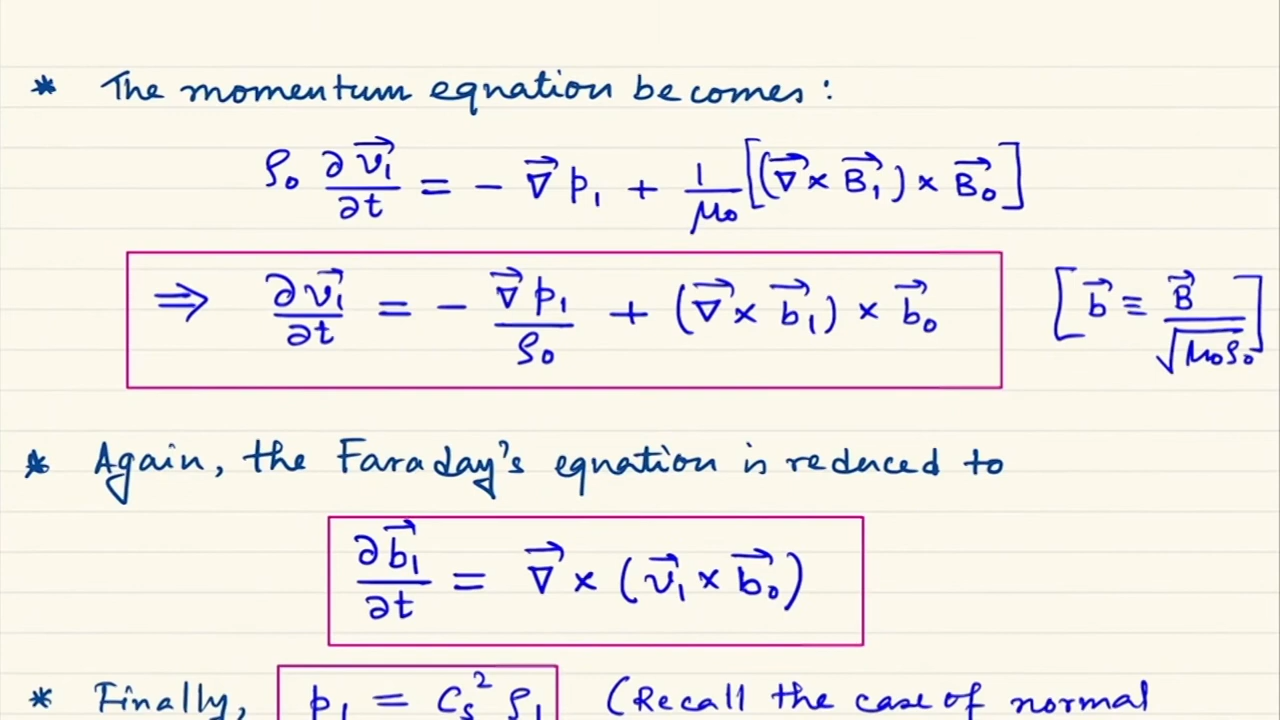 * The momentum equation becomes:
ρ₀ ∂v⃗₁/∂t = - ∇⃗ p₁ + 1/μ₀ [(∇⃗ × B⃗₁) × B⃗₀]
⇒ ∂v⃗₁/∂t = - ∇⃗ p₁/ρ₀ + (∇⃗ × b⃗₁) × b⃗₀ [b⃗ ≡ B⃗/√(μ₀ρ₀)]
* Again, the Faraday's equation is reduced to
∂b⃗₁/∂t = ∇⃗ × (v⃗₁ × b⃗₀)
* Finally, p₁ = Cₛ² ρ₁ (Recall the case of normal